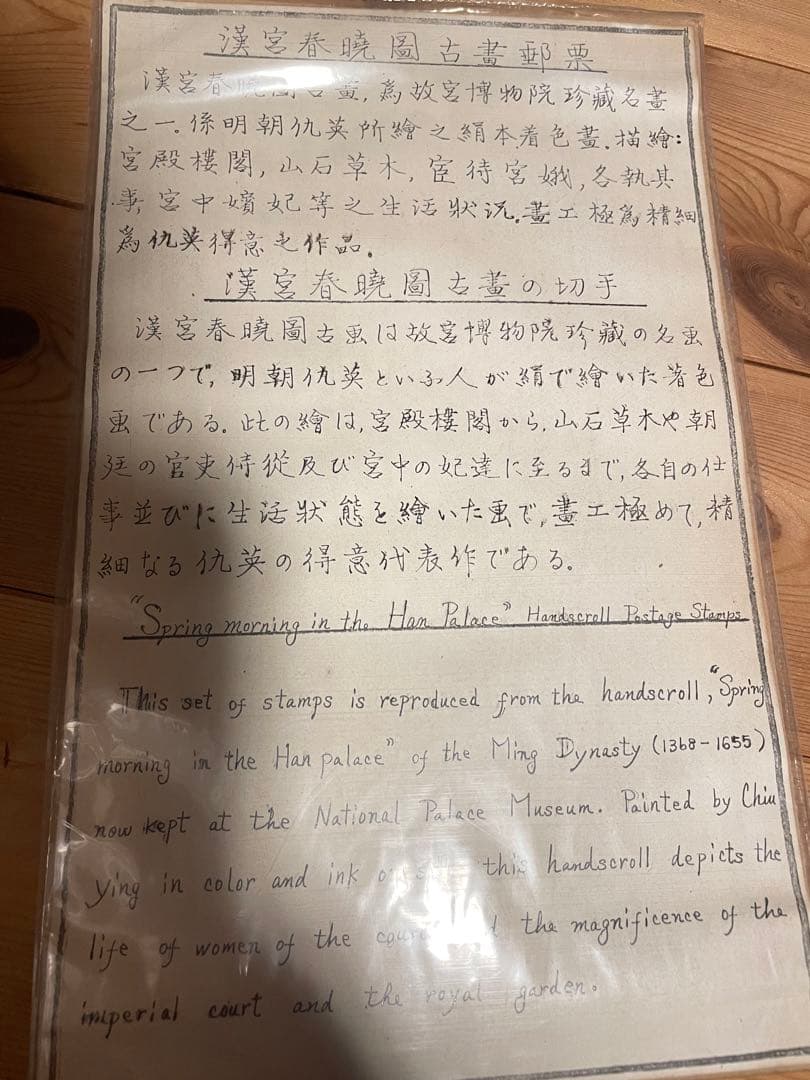 漢宮春曉圖古畫郵票
漢宮春曉圖古畫,為故宮博物院珍藏名畫
之一.係明朝仇英所繪之絹本着色畫.描繪:
宮殿樓閣,山石草木,宦待宮娥,各執其
事,宮中嬪妃等之生活狀況.畫工極為精細
為仇英得意之作品.
漢宮春曉圖古畫の切手
漢宮春曉圖古画は故宮博物院珍藏の名画
の一つで,明朝仇英といふ人が絹で繪いた着色
画である.此の繪は,宮殿樓閣から,山石草木や朝
廷の官吏侍從及び宮中の妃達に至るまで,各自の仕
事並びに生活狀態を繪いた画で,畫工極めて,精
細なる仇英の得意代表作である.
"Spring morning in the Han Palace" Handscroll Postage Stamps
This set of stamps is reproduced from the handscroll, "Spring
morning in the Han palace" of the Ming Dynasty (1368-1655)
now kept at the National Palace Museum. Painted by Chiu
ying in color and ink this handscroll depicts the
life of women of the the magnificence of the
imperial court and the royal garden.